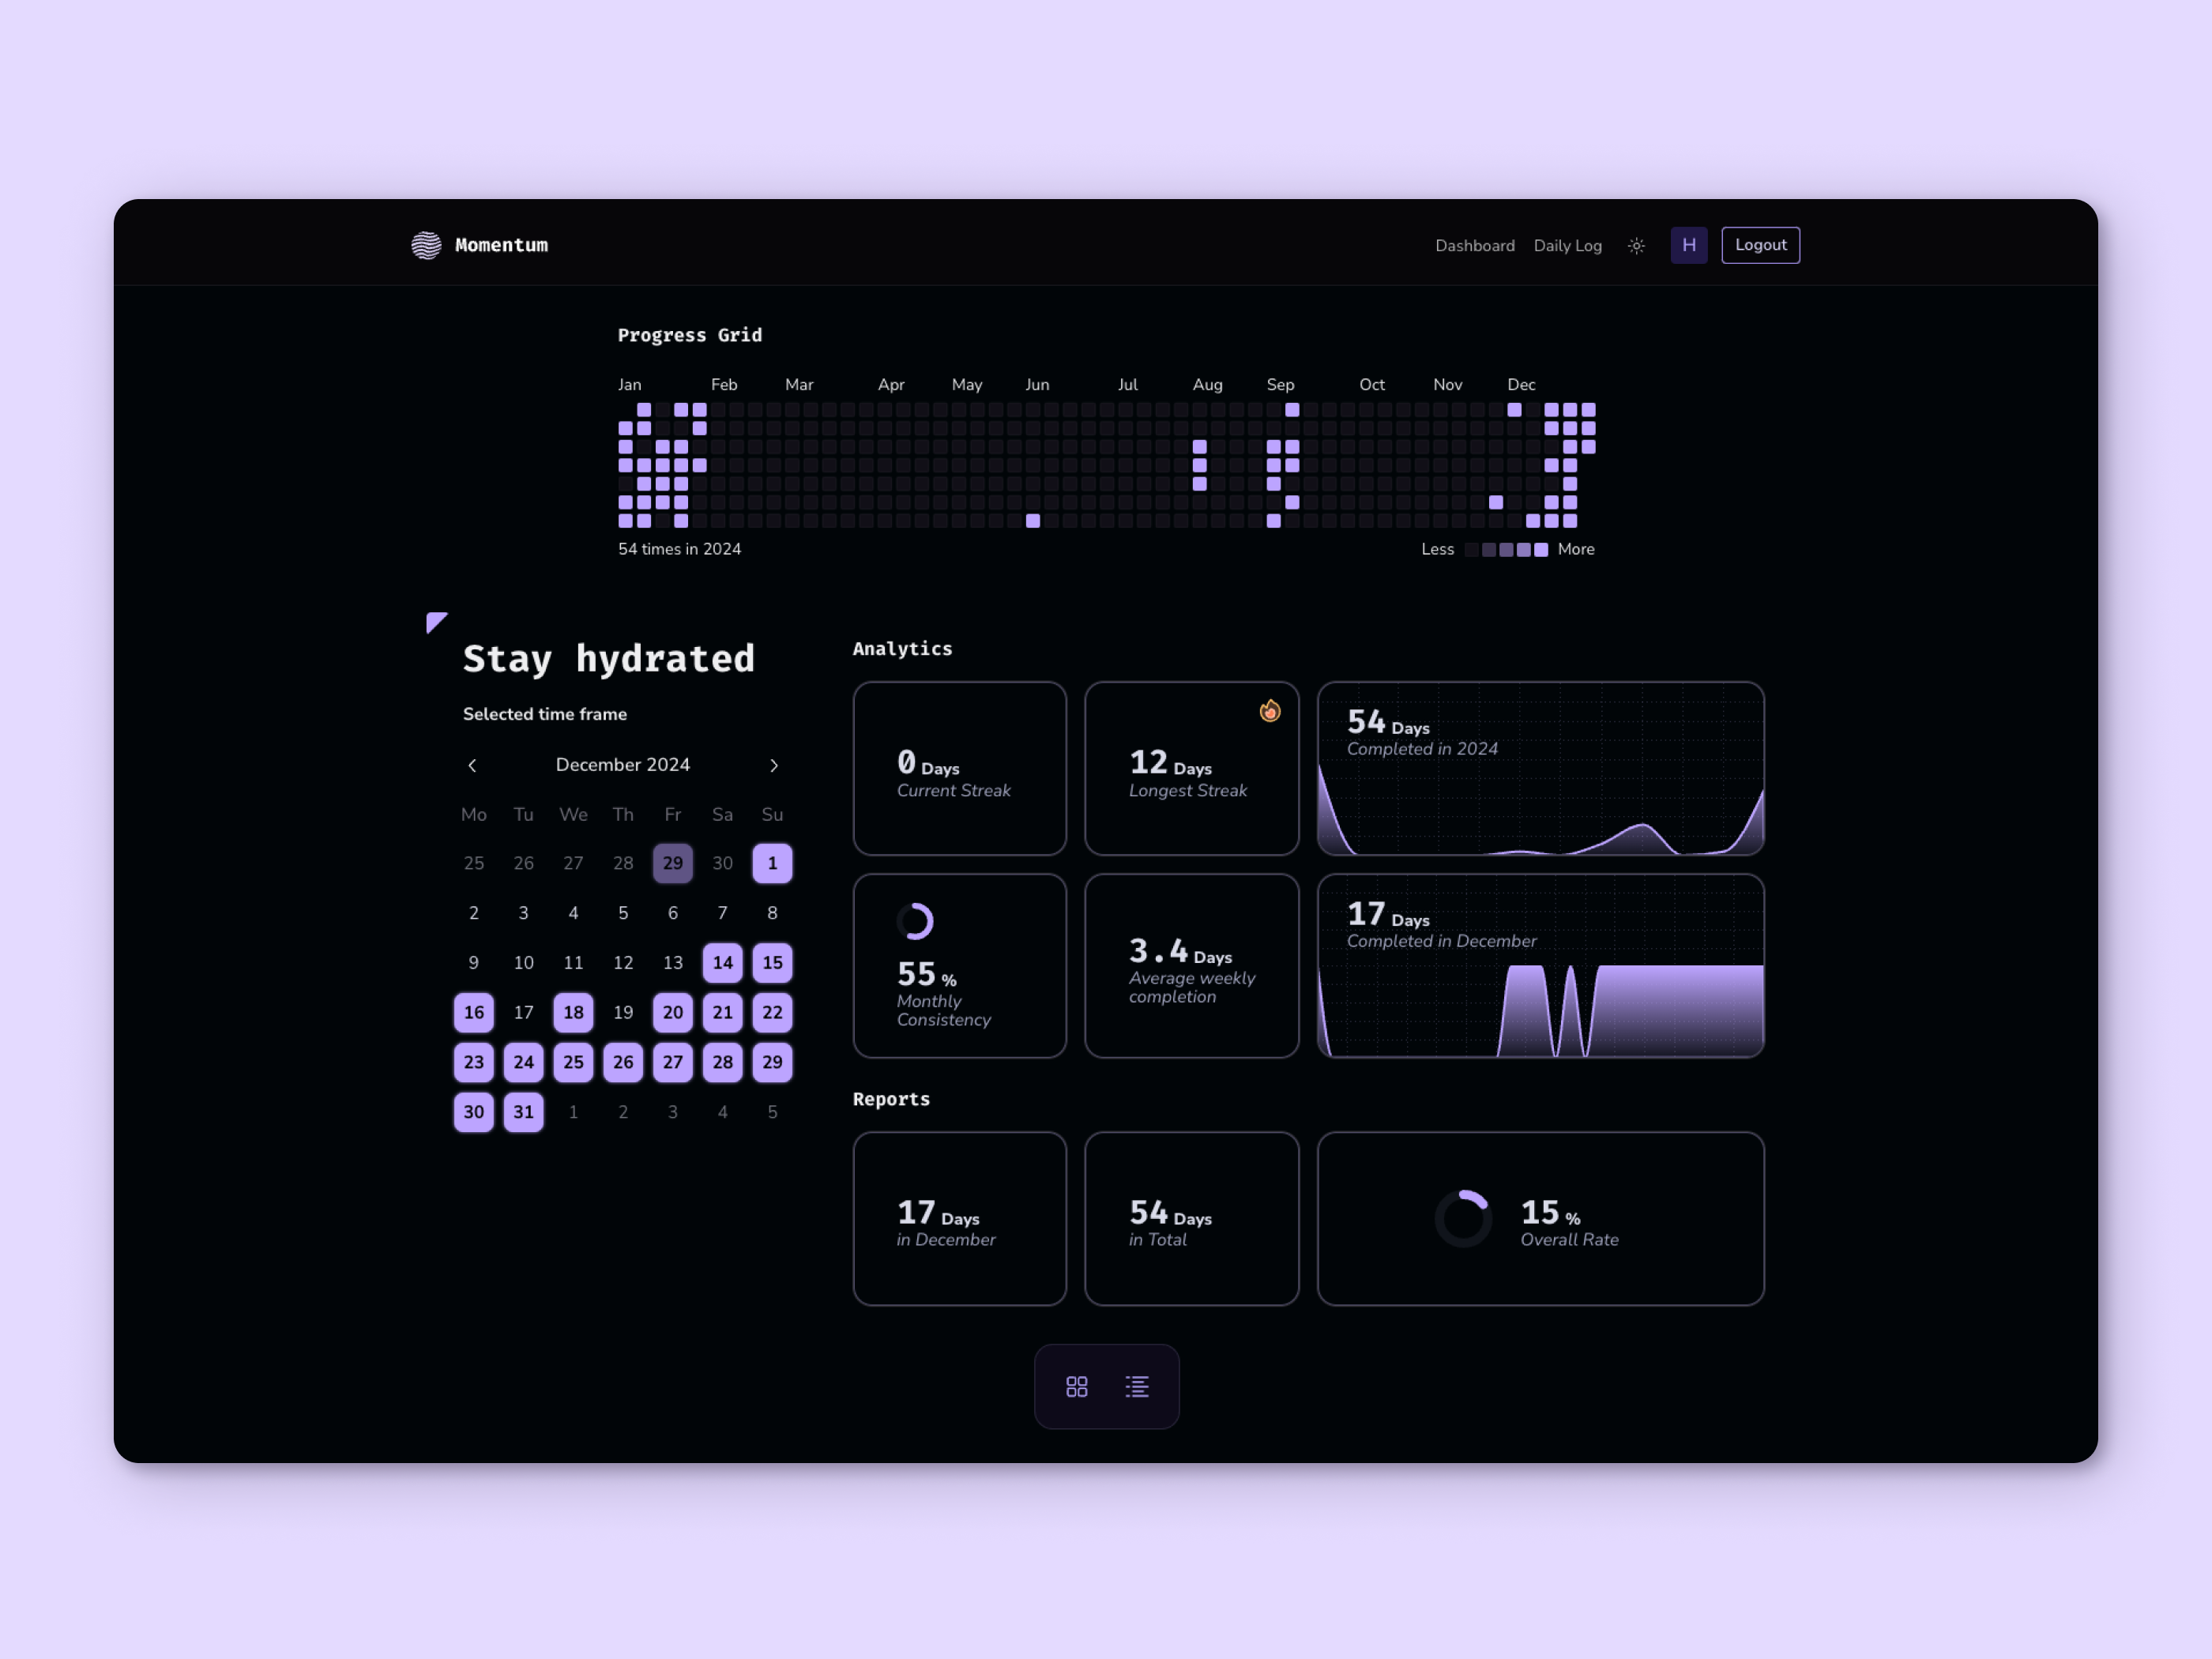 Momentum
Dashboard Daily Log H Logout
Progress Grid
Jan Feb Mar Apr May Jun Jul Aug Sep Oct Nov Dec
54 times in 2024
Less More
Stay hydrated
Selected time frame
December 2024
Mo Tu We Th Fr Sa Su
25 26 27 28 29 30 1
2 3 4 5 6 7 8
9 10 11 12 13 14 15
16 17 18 19 20 21 22
23 24 25 26 27 28 29
30 31 1 2 3 4 5
Analytics
0 Days
Current Streak
12 Days
Longest Streak
54 Days
Completed in 2024
55 %
Monthly
Consistency
3.4 Days
Average weekly
completion
17 Days
Completed in December
Reports
17 Days
in December
54 Days
in Total
15 %
Overall Rate